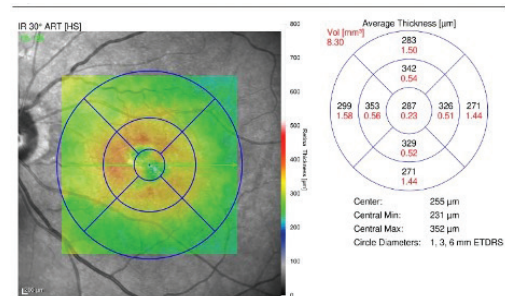 IR 30° ART [HS]
800
700
600
500
400
300
200
100
0
Retina Thickness [µm]
Average Thickness [µm]
Vol [mm³]
8.30
283
1.50
342
0.54
299 353 287 326 271
1.58 0.56 0.23 0.51 1.44
329
0.52
271
1.44
Center: 255 µm
Central Min: 231 µm
Central Max: 352 µm
Circle Diameters: 1, 3, 6 mm ETDRS